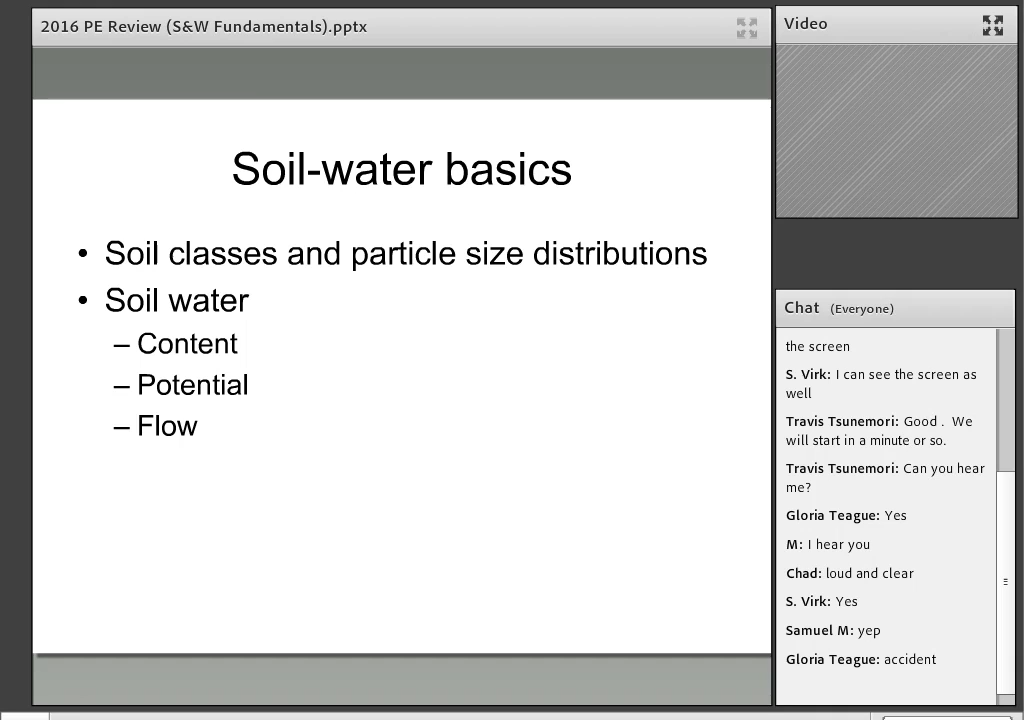 2016 PE Review (S&W Fundamentals).pptx
Soil-water basics
• Soil classes and particle size distributions
• Soil water
– Content
– Potential
– Flow
Video
Chat (Everyone)
the screen
S. Virk: I can see the screen as
well
Travis Tsunemori: Good . We
will start in a minute or so.
Travis Tsunemori: Can you hear
me?
Gloria Teague: Yes
M: I hear you
Chad: loud and clear
S. Virk: Yes
Samuel M: yep
Gloria Teague: accident